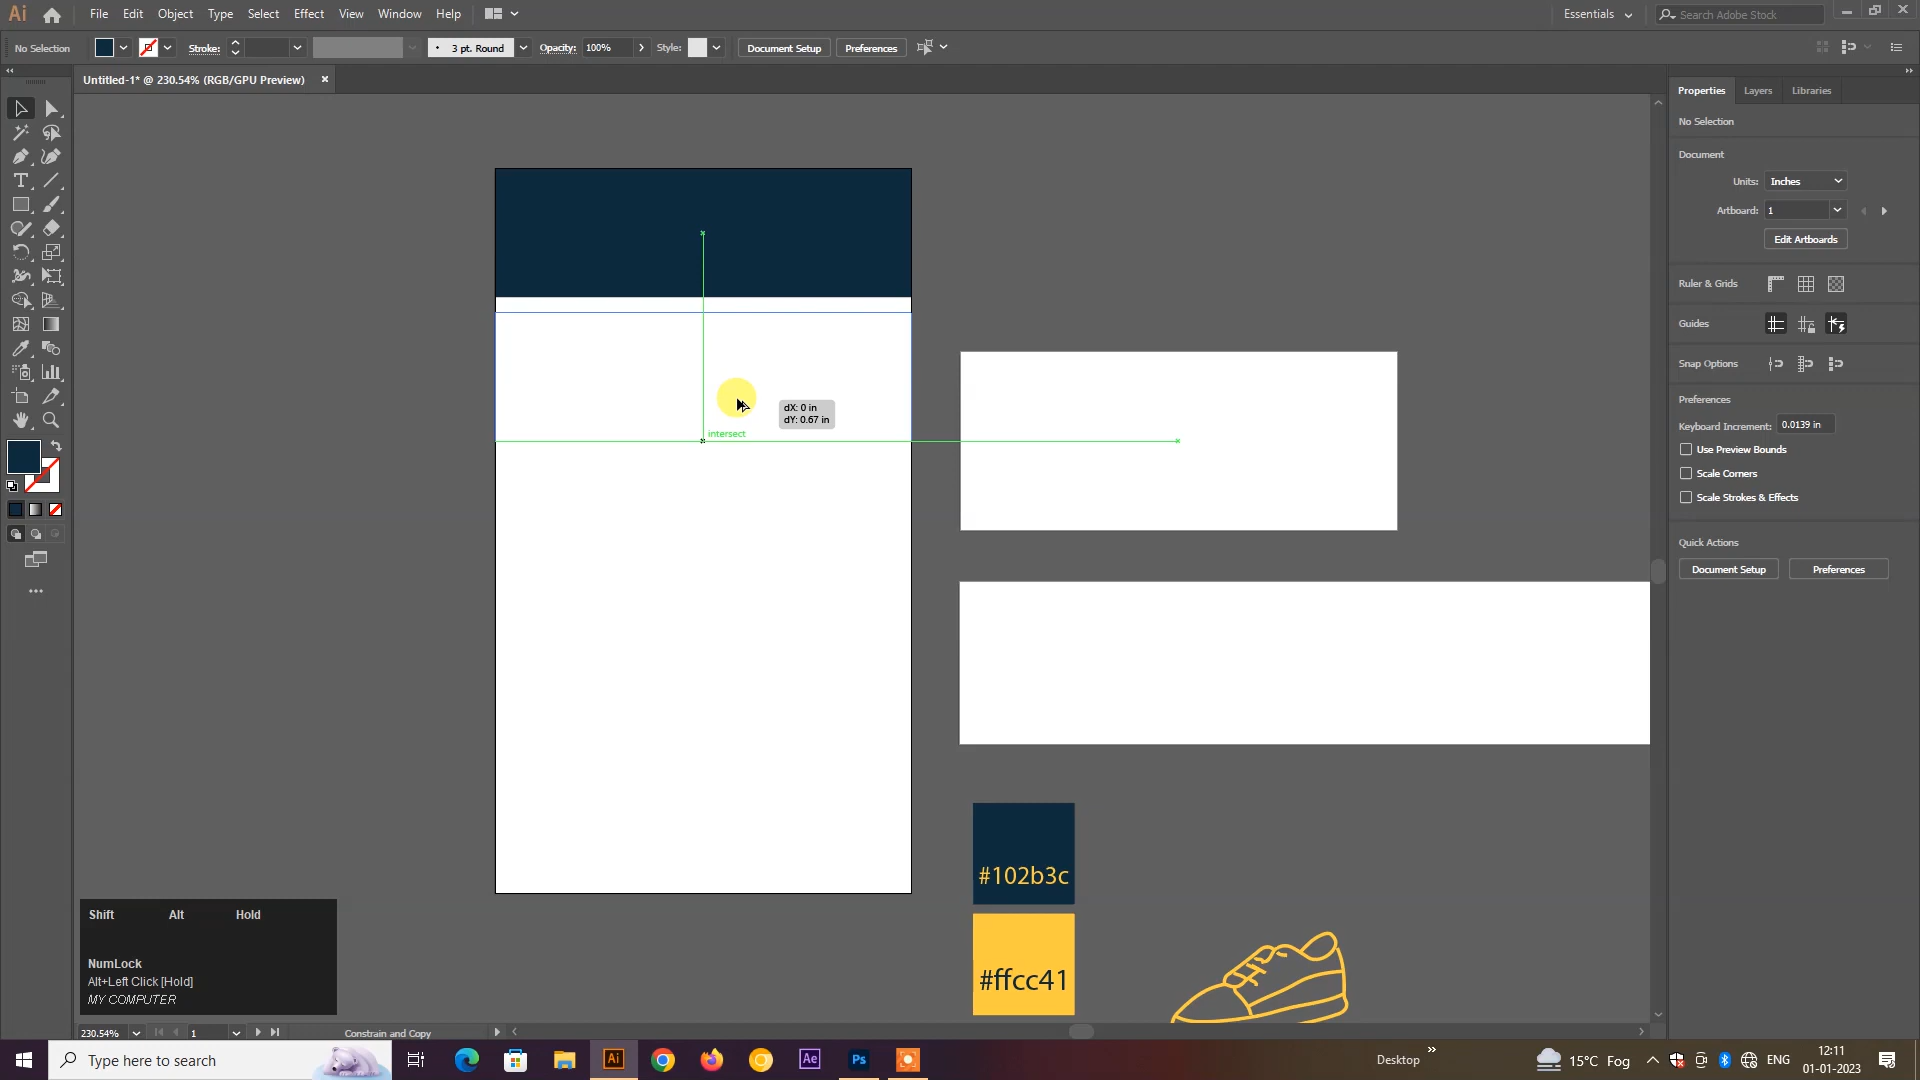 Ai File Edit Object Type Select Effect View Window Help Essentials Search Adobe Stock
No Selection Stroke: 3 pt. Round Opacity: 100% Style: Document Setup Preferences
Untitled-1* @ 230.54% (RGB/GPU Preview)
Properties Layers Libraries
No Selection
Document
Units: Inches
Artboard: 1
Edit Artboards
Ruler & Grids
Guides
Snap Options
Preferences
Keyboard Increment: 0.0139 in
Use Preview Bounds
Scale Corners
Scale Strokes & Effects
Quick Actions
Document Setup Preferences
dX: 0 in
dY: 0.67 in
intersect
#102b3c
#ffcc41
Shift Alt Hold
NumLock
Alt+Left Click [Hold]
MY COMPUTER
230.54% 1 Constrain and Copy
Type here to search Ai Ae Ps Desktop 15°C Fog ENG 12:11
01-01-2023